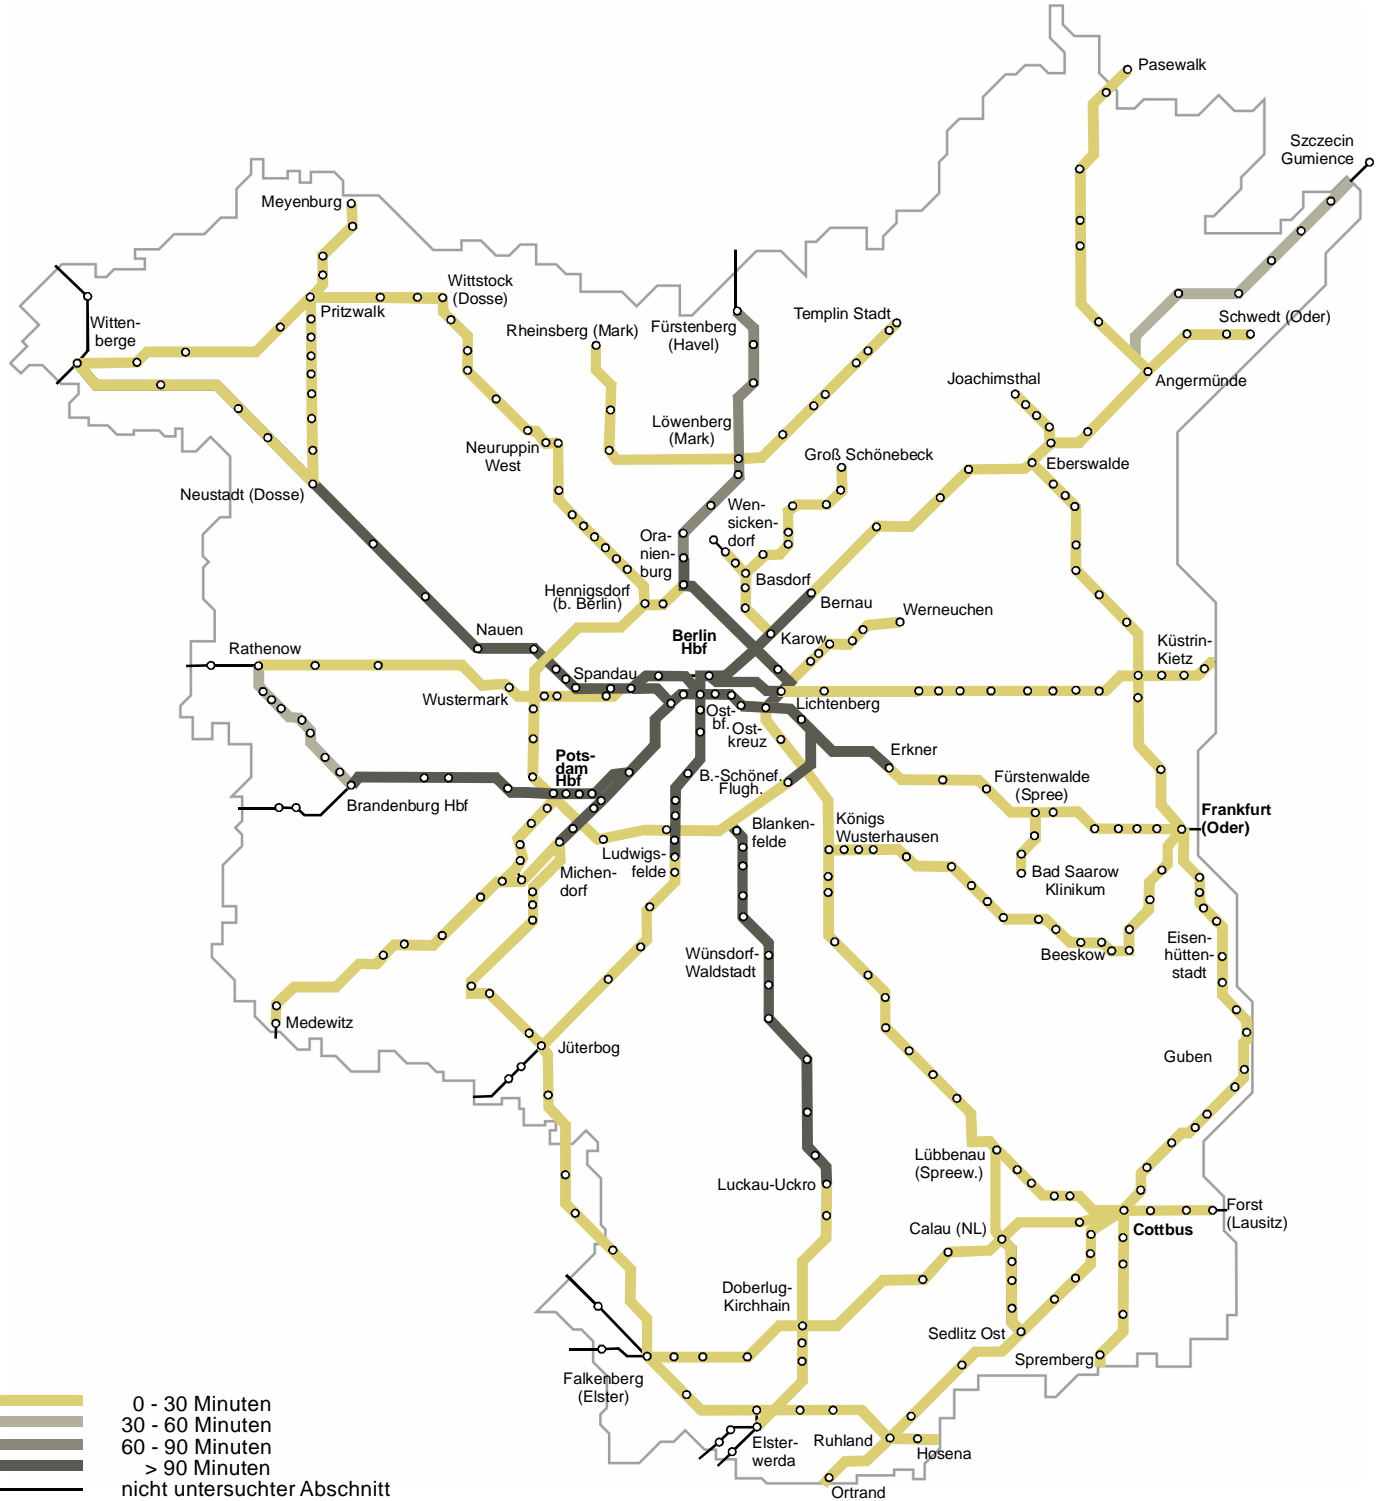 Pasewalk
Szczecin
Gumience
Meyenburg
Wittstock
(Dosse)
Pritzwalk
Witten-
berge
Rheinsberg (Mark)
Fürstenberg
(Havel)
Templin Stadt
Schwedt (Oder)
Angermünde
Joachimsthal
Löwenberg
(Mark)
Neuruppin
West
Groß Schönebeck
Eberswalde
Neustadt (Dosse)
Wen-
sicken-
dorf
Ora-
nien-
burg
Basdorf
Hennigsdorf
(b. Berlin)
Bernau
Werneuchen
Nauen
Berlin
Hbf
Karow
Küstrin-
Kietz
Rathenow
Spandau
Wustermark
Ost-
bf.
Ost-
kreuz
Lichtenberg
Erkner
Pots-
dam
Hbf
B.-Schönef.
Flugh.
Fürstenwalde
(Spree)
Brandenburg Hbf
Frankfurt
(Oder)
Blanken-
felde
Königs
Wusterhausen
Ludwigs-
felde
Michen-
dorf
Bad Saarow
Klinikum
Wünsdorf-
Waldstadt
Beeskow
Eisen-
hütten-
stadt
Medewitz
Jüterbog
Guben
Lübbenau
(Spreew.)
Luckau-Uckro
Forst
(Lausitz)
Calau (NL)
Cottbus
Doberlug-
Kirchhain
Sedlitz Ost
Spremberg
Falkenberg
(Elster)
Elster-
werda
Ruhland
Hosena
Ortrand
0 - 30 Minuten
30 - 60 Minuten
60 - 90 Minuten
> 90 Minuten
nicht untersuchter Abschnitt